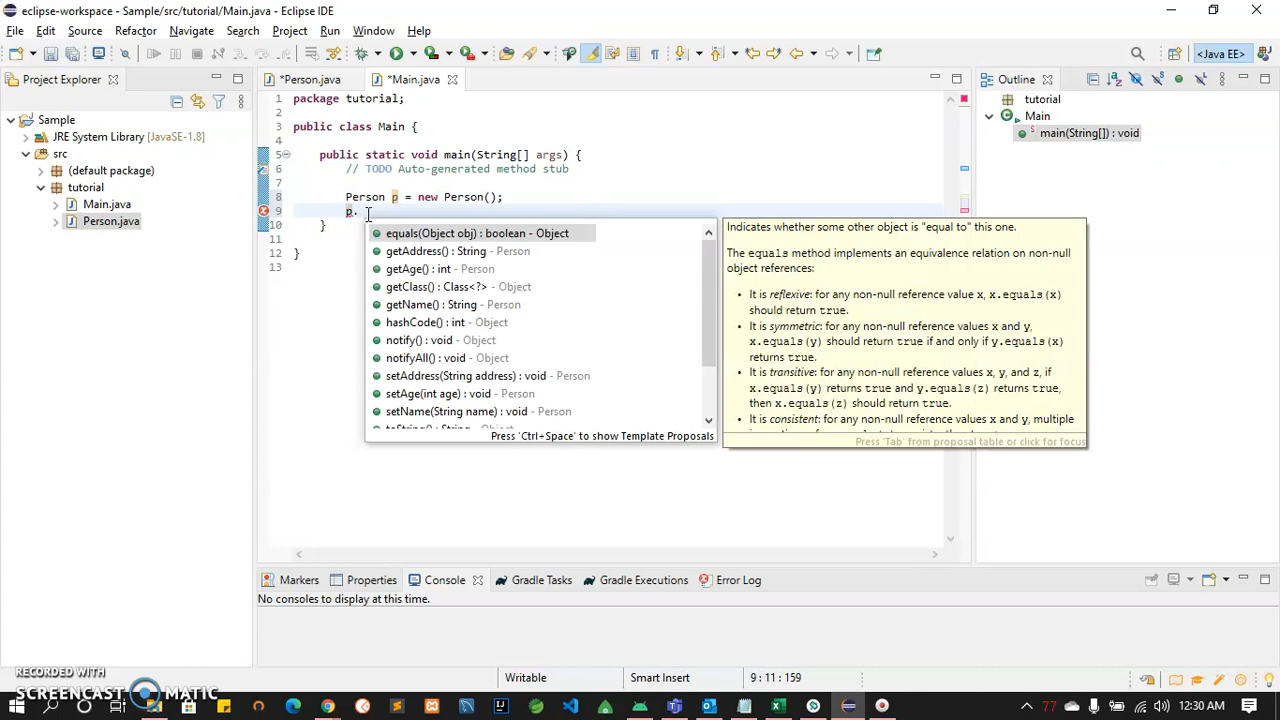 eclipse-workspace - Sample/src/tutorial/Main.java - Eclipse IDE
File Edit Source Refactor Navigate Search Project Run Window Help
<Java EE>
Project Explorer
*Person.java
*Main.java
Outline
Sample
JRE System Library [JavaSE-1.8]
src
(default package)
tutorial
Main.java
Person.java
1 package tutorial;
2
3 public class Main {
4
5 public static void main(String[] args) {
6 // TODO Auto-generated method stub
7
8 Person p = new Person();
9 p.
10 }
11
12 }
13
tutorial
Main
main(String[]) : void
equals(Object obj) : boolean - Object
getAddress() : String - Person
getAge() : int - Person
getClass() : Class<?> - Object
getName() : String - Person
hashCode() : int - Object
notify() : void - Object
notifyAll() : void - Object
setAddress(String address) : void - Person
setAge(int age) : void - Person
setName(String name) : void - Person
Press 'Ctrl+Space' to show Template Proposals
Indicates whether some other object is "equal to" this one.
The equals method implements an equivalence relation on non-null
object references:
• It is reflexive: for any non-null reference value x, x.equals(x)
should return true.
• It is symmetric: for any non-null reference values x and y,
x.equals(y) should return true if and only if y.equals(x)
returns true.
• It is transitive: for any non-null reference values x, y, and z, if
x.equals(y) returns true and y.equals(z) returns true,
then x.equals(z) should return true.
• It is consistent: for any non-null reference values x and y, multiple
Press 'Tab' from proposal table or click for focus
Markers
Properties
Console
Gradle Tasks
Gradle Executions
Error Log
No consoles to display at this time.
Writable
Smart Insert
9 : 11 : 159
RECORDED WITH
SCREENCAST MATIC
77
12:30 AM